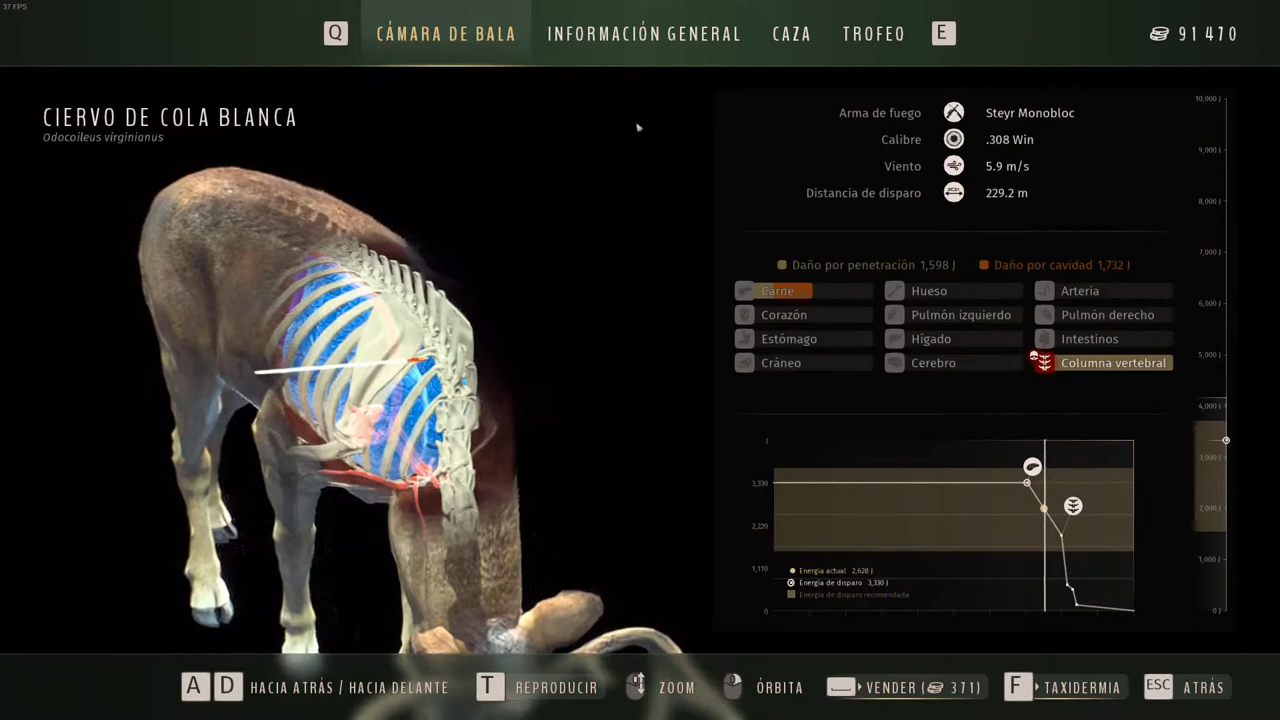 37 FPS
Q CÁMARA DE BALA INFORMACIÓN GENERAL CAZA TROFEO E 91 470
CIERVO DE COLA BLANCA
Odocoileus virginianus
Arma de fuego Steyr Monobloc
Calibre .308 Win
Viento 5.9 m/s
Distancia de disparo 229.2 m
Daño por penetración 1,598 J Daño por cavidad 1,732 J
Carne Hueso Arteria
Corazón Pulmón izquierdo Pulmón derecho
Estómago Hígado Intestinos
Cráneo Cerebro Columna vertebral
10,000 J
9,000 J
8,000 J
7,000 J
6,000 J
5,000 J
4,000 J
3,000 J
2,000 J
1,000 J
0 J
J
3,330
2,220
1,110
0
Energía actual 2,628 J
Energía de disparo 3,330 J
Energía de disparo recomendada
A D HACIA ATRÁS / HACIA DELANTE T REPRODUCIR ZOOM ÓRBITA VENDER ( 371) F TAXIDERMIA ESC ATRÁS